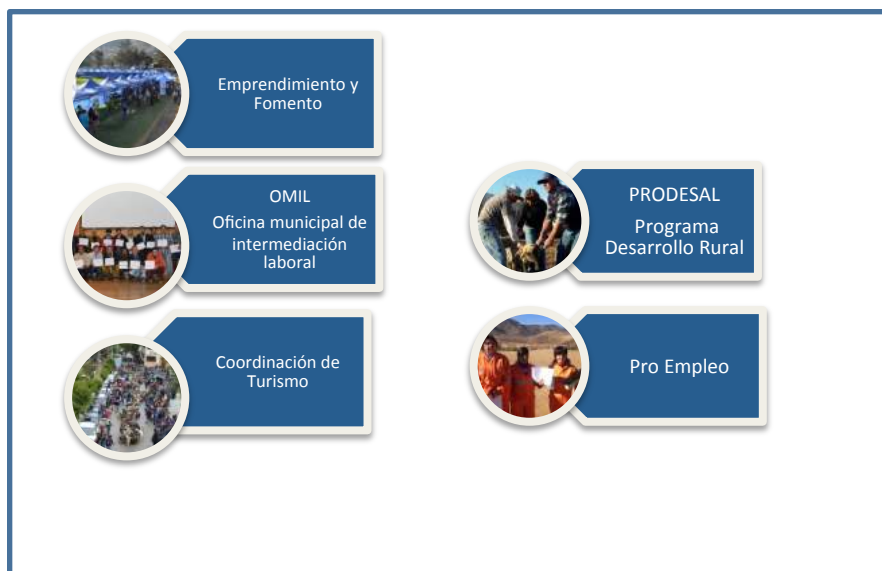 Emprendimiento y
Fomento
OMIL
Oficina municipal de
intermediación
laboral
Coordinación de
Turismo
PRODESAL
Programa
Desarrollo Rural
Pro Empleo